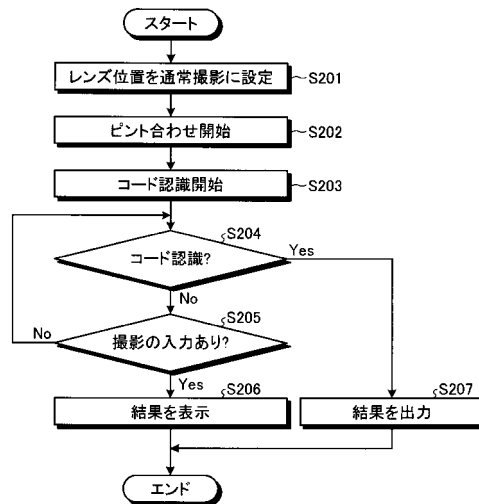 スタート
レンズ位置を通常撮影に設定
S201
ピント合わせ開始
S202
コード認識開始
S203
コード認識?
S204
Yes
No
撮影の入力あり?
S205
No
Yes
結果を表示
S206
結果を出力
S207
エンド